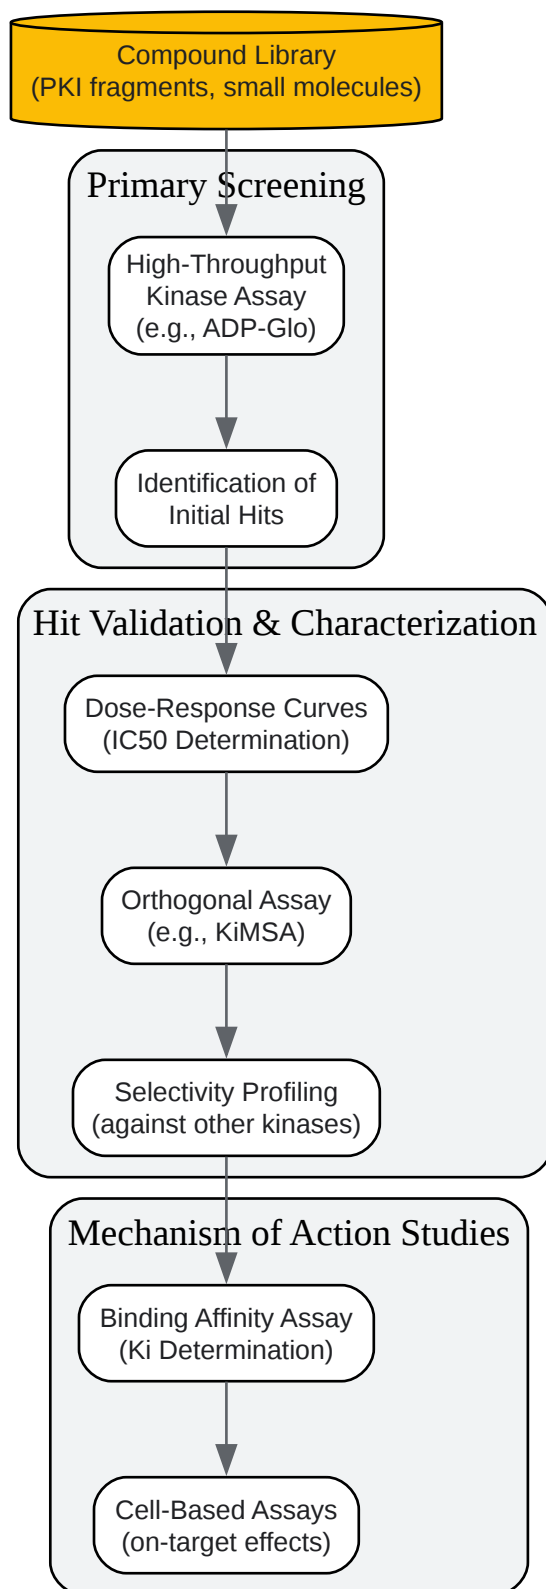 Compound Library
(PKI fragments, small molecules)
Primary Screening
High-Throughput
Kinase Assay
(e.g., ADP-Glo)
Identification of
Initial Hits
Hit Validation & Characterization
Dose-Response Curves
(IC50 Determination)
Orthogonal Assay
(e.g., KiMSA)
Selectivity Profiling
(against other kinases)
Mechanism of Action Studies
Binding Affinity Assay
(Ki Determination)
Cell-Based Assays
(on-target effects)